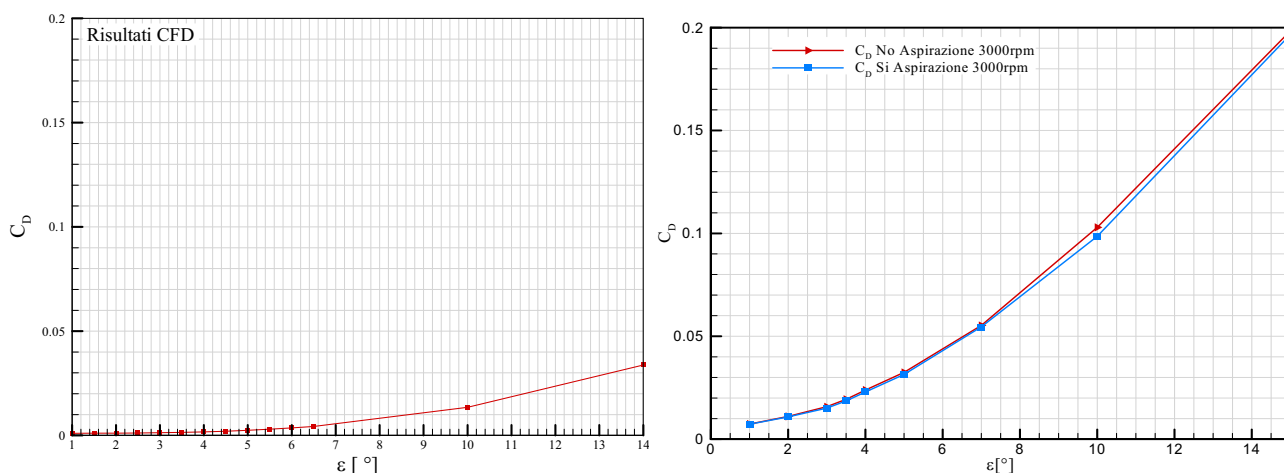 0.2
Risultati CFD
0.15
C_D
0.1
0.05
0
1 2 3 4 5 6 7 8 9 10 11 12 13 14
ε [ °]
0.2
C_D No Aspirazione 3000rpm
C_D Si Aspirazione 3000rpm
0.15
0.1
C_D
0.05
0
0 2 4 6 8 10 12 14
ε[°]